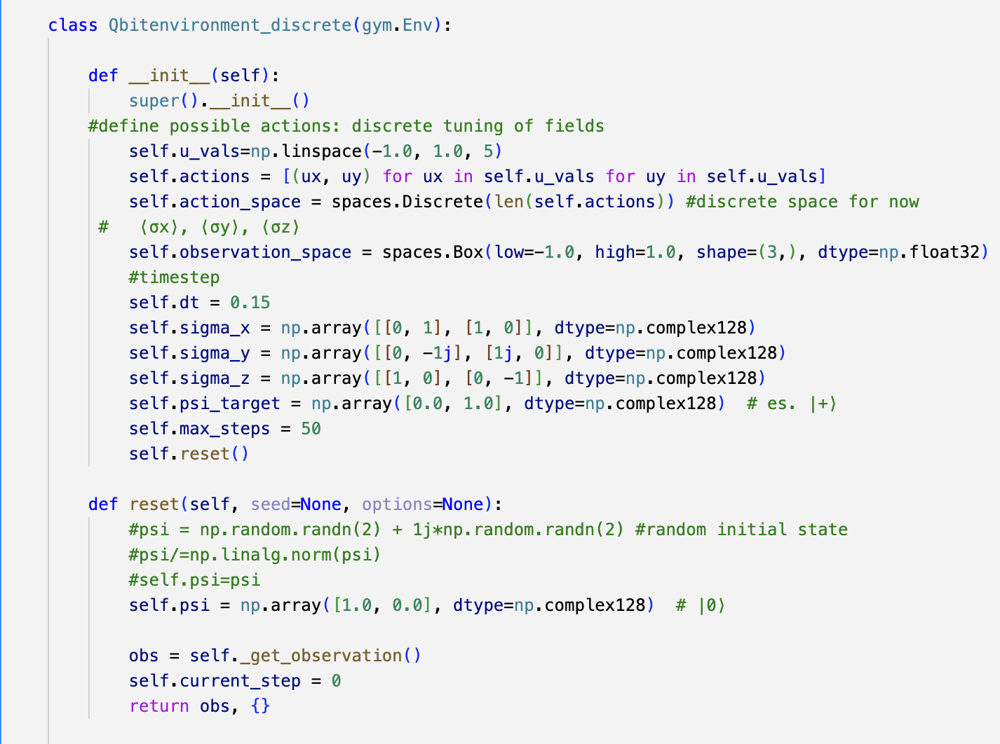 class Qbitenvironment_discrete(gym.Env):
def __init__(self):
super().__init__()
#define possible actions: discrete tuning of fields
self.u_vals=np.linspace(-1.0, 1.0, 5)
self.actions = [(ux, uy) for ux in self.u_vals for uy in self.u_vals]
self.action_space = spaces.Discrete(len(self.actions)) #discrete space for now
#   ⟨σx⟩, ⟨σy⟩, ⟨σz⟩
self.observation_space = spaces.Box(low=-1.0, high=1.0, shape=(3,), dtype=np.float32)
#timestep
self.dt = 0.15
self.sigma_x = np.array([[0, 1], [1, 0]], dtype=np.complex128)
self.sigma_y = np.array([[0, -1j], [1j, 0]], dtype=np.complex128)
self.sigma_z = np.array([[1, 0], [0, -1]], dtype=np.complex128)
self.psi_target = np.array([0.0, 1.0], dtype=np.complex128)  # es. |+⟩
self.max_steps = 50
self.reset()
def reset(self, seed=None, options=None):
#psi = np.random.randn(2) + 1j*np.random.randn(2) #random initial state
#psi/=np.linalg.norm(psi)
#self.psi=psi
self.psi = np.array([1.0, 0.0], dtype=np.complex128)  # |0⟩
obs = self._get_observation()
self.current_step = 0
return obs, {}